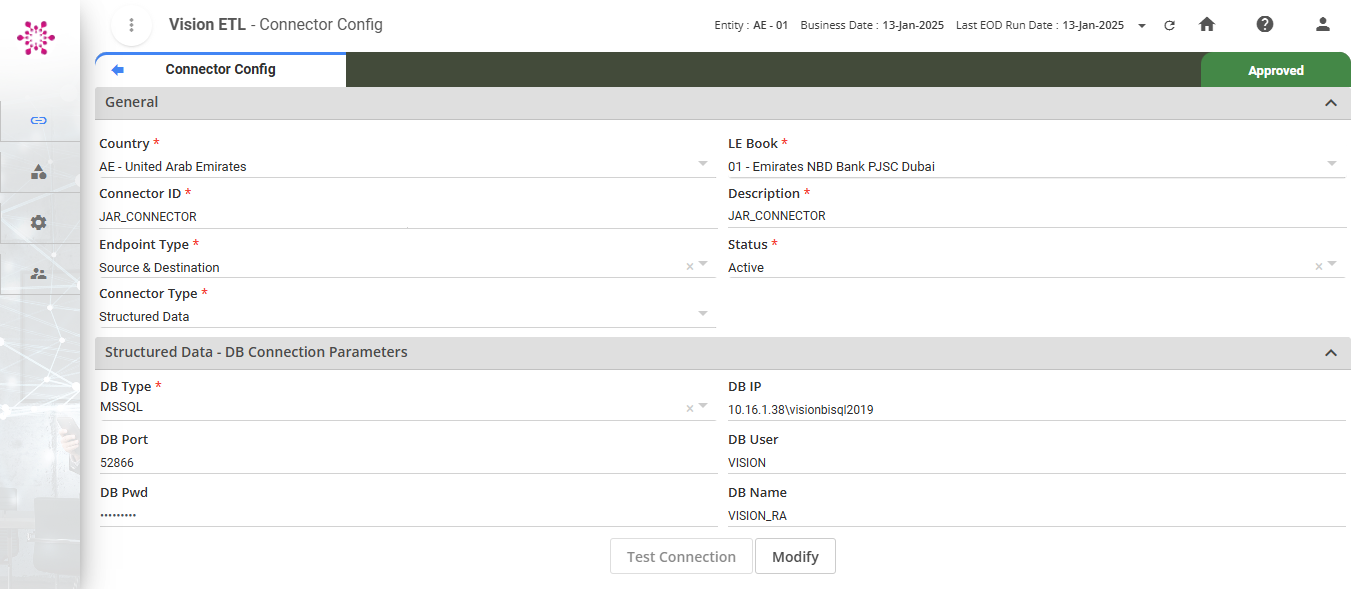 Vision ETL - Connector Config
Entity : AE - 01 Business Date : 13-Jan-2025 Last EOD Run Date : 13-Jan-2025
Connector Config
Approved
General
Country *
LE Book *
AE - United Arab Emirates
01 - Emirates NBD Bank PJSC Dubai
Connector ID *
Description *
JAR_CONNECTOR
JAR_CONNECTOR
Endpoint Type *
Status *
Source & Destination
Active
Connector Type *
Structured Data
Structured Data - DB Connection Parameters
DB Type *
DB IP
MSSQL
10.16.1.38\visionbisql2019
DB Port
DB User
52866
VISION
DB Pwd
DB Name
•••••••••
VISION_RA
Test Connection
Modify